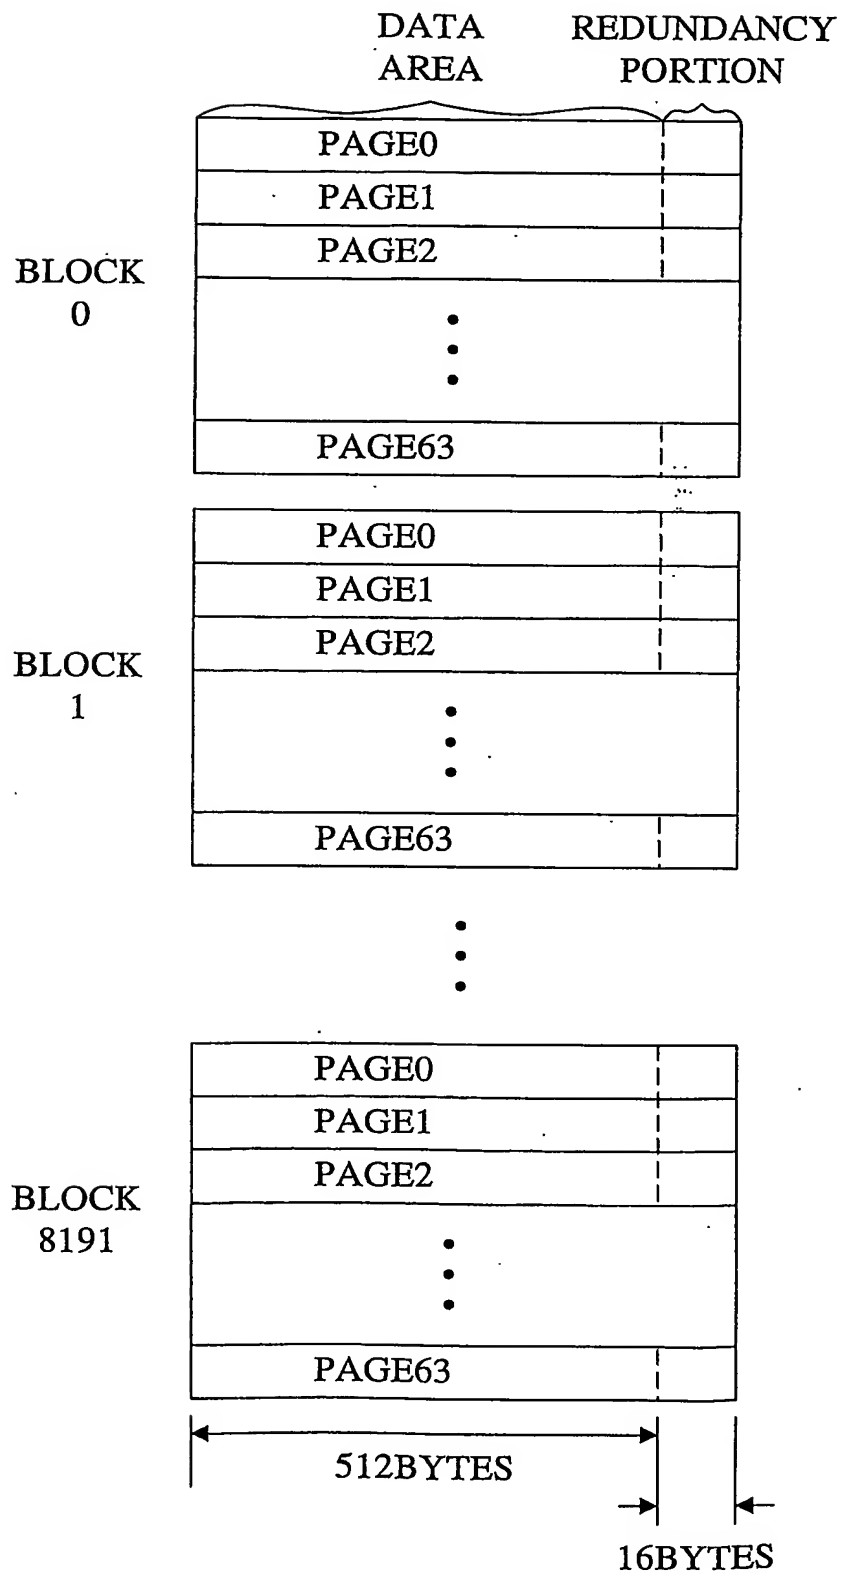 DATA AREA
REDUNDANCY PORTION
BLOCK 0
PAGE0
PAGE1
PAGE2
PAGE63
BLOCK 1
PAGE0
PAGE1
PAGE2
PAGE63
BLOCK 8191
PAGE0
PAGE1
PAGE2
PAGE63
512BYTES
16BYTES